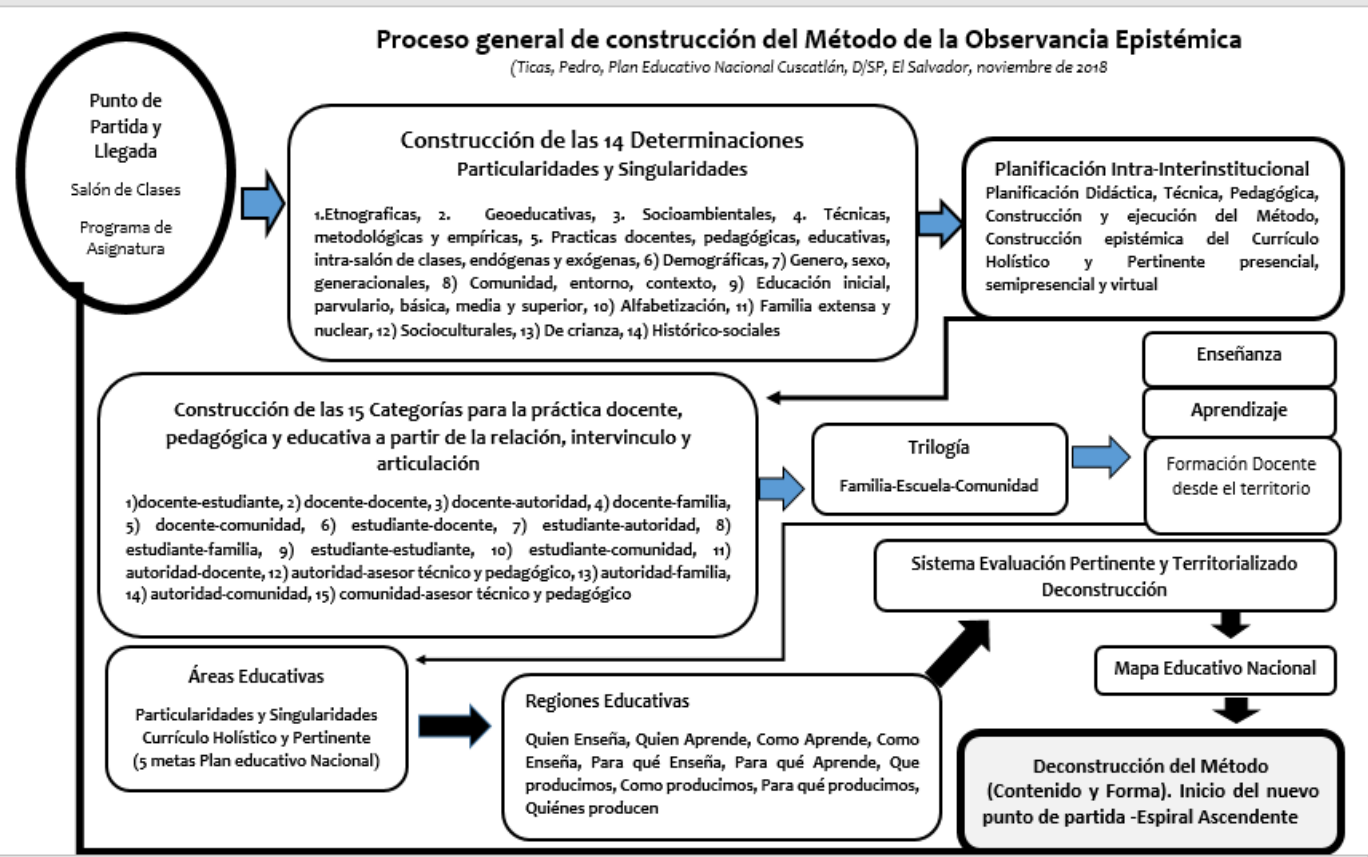 Proceso general de construcción del Método de la Observancia Epistémica
(Ticas, Pedro, Plan Educativo Nacional Cuscatlán, D/SP, El Salvador, noviembre de 2018
Punto de
Partida y
Llegada
Salón de Clases
Programa de
Asignatura
Construcción de las 14 Determinaciones
Particularidades y Singularidades
1.Etnograficas, 2. Geoeducativas, 3. Socioambientales, 4. Técnicas,
metodológicas y empíricas, 5. Practicas docentes, pedagógicas, educativas,
intra-salón de clases, endógenas y exógenas, 6) Demográficas, 7) Genero, sexo,
generacionales, 8) Comunidad, entorno, contexto, 9) Educación inicial,
parvulario, básica, media y superior, 10) Alfabetización, 11) Familia extensa y
nuclear, 12) Socioculturales, 13) De crianza, 14) Histórico-sociales
Planificación Intra-Interinstitucional
Planificación Didáctica, Técnica, Pedagógica,
Construcción y ejecución del Método,
Construcción epistémica del Currículo
Holístico y Pertinente presencial,
semipresencial y virtual
Construcción de las 15 Categorías para la práctica docente,
pedagógica y educativa a partir de la relación, intervinculo y
articulación
1)docente-estudiante, 2) docente-docente, 3) docente-autoridad, 4) docente-familia,
5) docente-comunidad, 6) estudiante-docente, 7) estudiante-autoridad, 8)
estudiante-familia, 9) estudiante-estudiante, 10) estudiante-comunidad, 11)
autoridad-docente, 12) autoridad-asesor técnico y pedagógico, 13) autoridad-familia,
14) autoridad-comunidad, 15) comunidad-asesor técnico y pedagógico
Trilogía
Familia-Escuela-Comunidad
Enseñanza
Aprendizaje
Formación Docente
desde el territorio
Áreas Educativas
Particularidades y Singularidades
Currículo Holístico y Pertinente
(5 metas Plan educativo Nacional)
Regiones Educativas
Quien Enseña, Quien Aprende, Como Aprende, Como
Enseña, Para qué Enseña, Para qué Aprende, Que
producimos, Como producimos, Para qué producimos,
Quiénes producen
Sistema Evaluación Pertinente y Territorializado
Deconstrucción
Mapa Educativo Nacional
Deconstrucción del Método
(Contenido y Forma). Inicio del nuevo
punto de partida -Espiral Ascendente